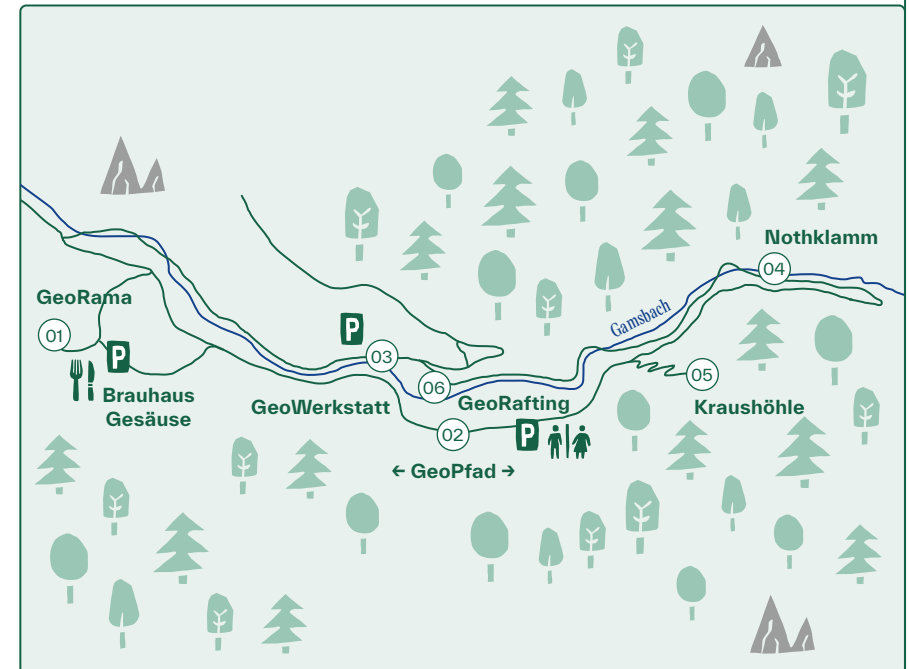 Nothklamm
04
GeoRama
01
P
Gamsbach
P
03
05
Brauhaus
Gesäuse
06
GeoWerkstatt
GeoRafting
Kraushöhle
02
P
← GeoPfad →